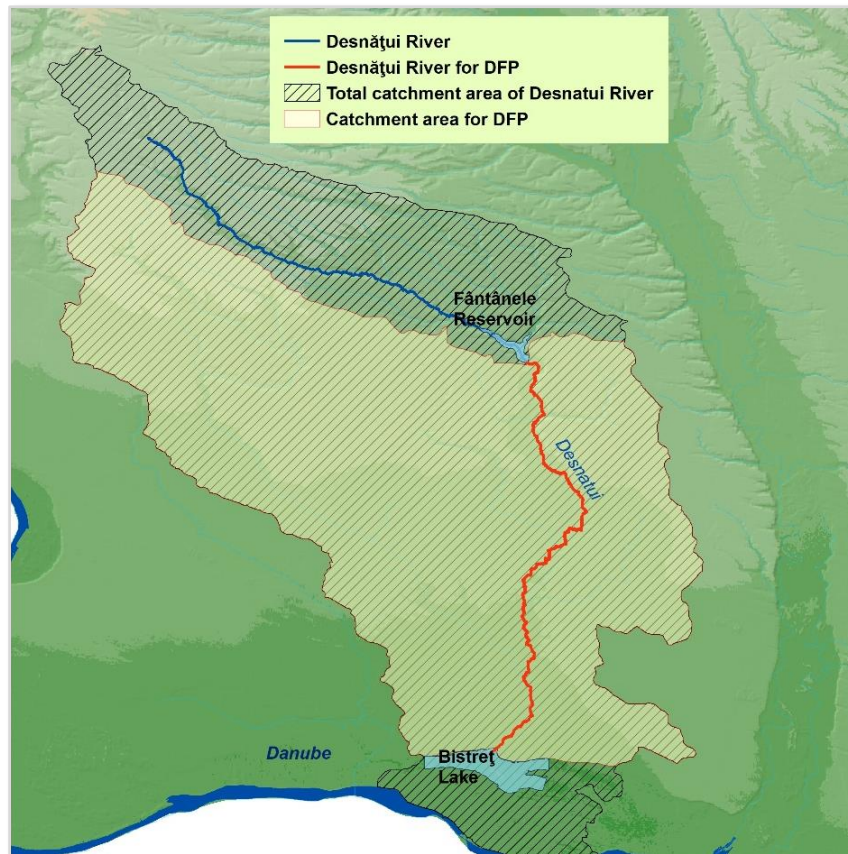 Desnăţui River
Desnăţui River for DFP
Total catchment area of Desnatui River
Catchment area for DFP
Fântânele
Reservoir
Desnatui
Danube
Bistreţ
Lake